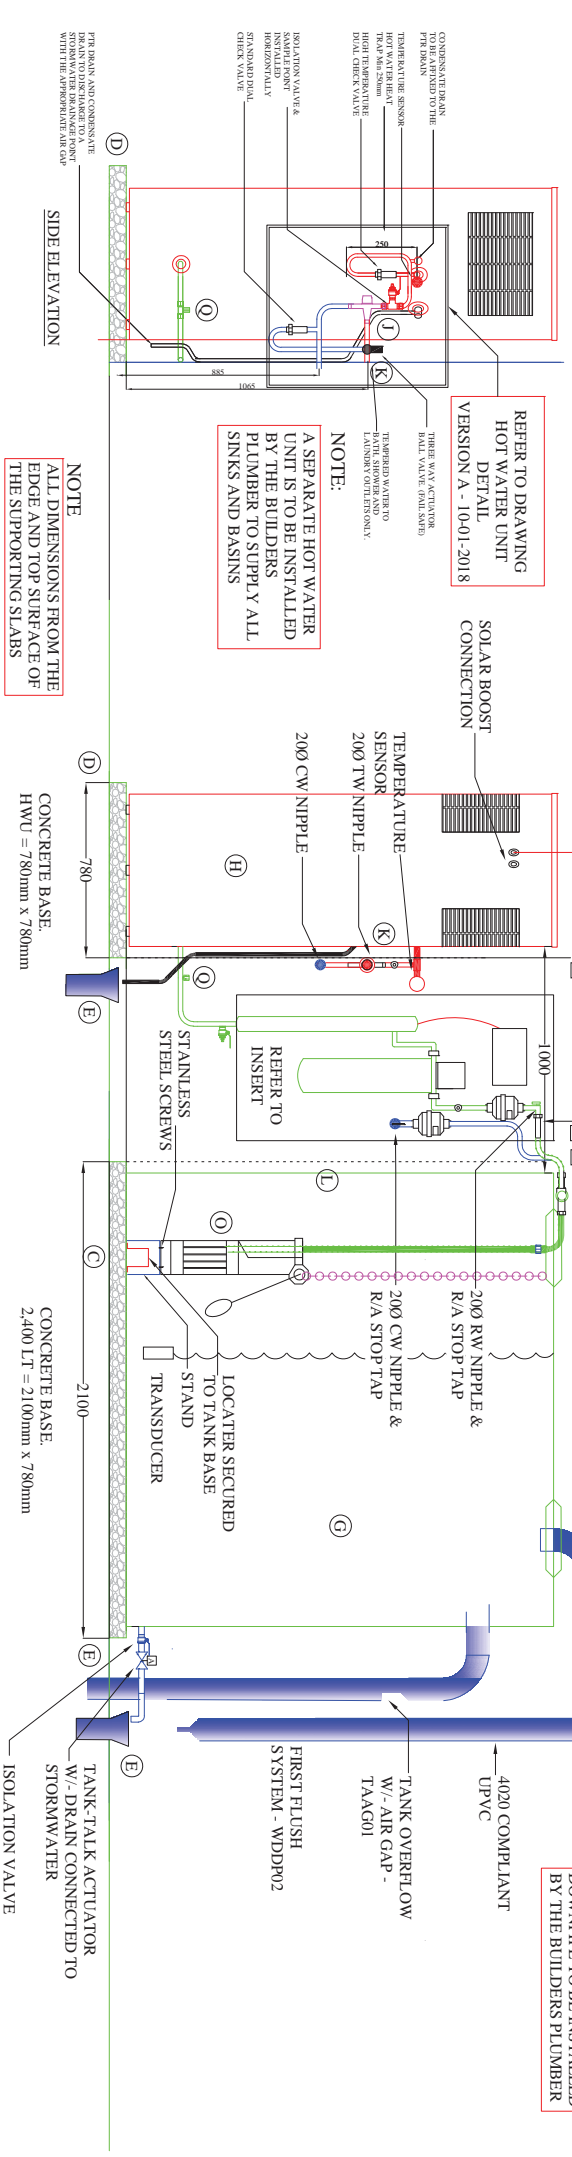 CONDENSATE DRAIN
TO BE AFFIXED TO THE
PTR DRAIN
TEMPERATURE SENSOR
HOT WATER HEAT
TRAP Min 250mm
HIGH TEMPERATURE
DUAL CHECK VALVE
ISOLATION VALVE &
SAMPLE POINT
INSTALLED
HORIZONTALLY
STANDARD DUAL
CHECK VALVE
PTR DRAIN AND CONDENSATE
DRAIN TO DISCHARGE TO A
STORMWATER DRAINAGE POINT
WITH THE APPROPRIATE AIR GAP
D
SIDE ELEVATION
250
J
K
Q
885
1065
REFER TO DRAWING
HOT WATER UNIT
DETAIL
VERSION A - 10-01-2018
THREE WAY ACTUATOR
BALL VALVE (FAIL SAFE)
TEMPERED WATER TO
BATH, SHOWER AND
LAUNDRY OUTLETS ONLY.
NOTE:
A SEPARATE HOT WATER
UNIT IS TO BE INSTALLED
BY THE BUILDERS
PLUMBER TO SUPPLY ALL
SINKS AND BASINS
NOTE
ALL DIMENSIONS FROM THE
EDGE AND TOP SURFACE OF
THE SUPPORTING SLABS
SOLAR BOOST
CONNECTION
TEMPERATURE
SENSOR
20Ø TW NIPPLE
20Ø CW NIPPLE
D
H
K
Q
E
780
CONCRETE BASE.
HWU = 780mm x 780mm
1000
REFER TO
INSERT
STAINLESS
STEEL SCREWS
L
O
C
20Ø RW NIPPLE &
R/A STOP TAP
20Ø CW NIPPLE &
R/A STOP TAP
LOCATER SECURED
TO TANK BASE
STAND
TRANSDUCER
2100
CONCRETE BASE.
2,400 LT = 2100mm x 780mm
G
E
A
E
4020 COMPLIANT
UPVC
TANK OVERFLOW
W/- AIR GAP -
TAAG01
FIRST FLUSH
SYSTEM - WDDP02
TANK-TALK ACTUATOR
W/- DRAIN CONNECTED TO
STORMWATER
ISOLATION VALVE
BY THE BUILDERS PLUMBER